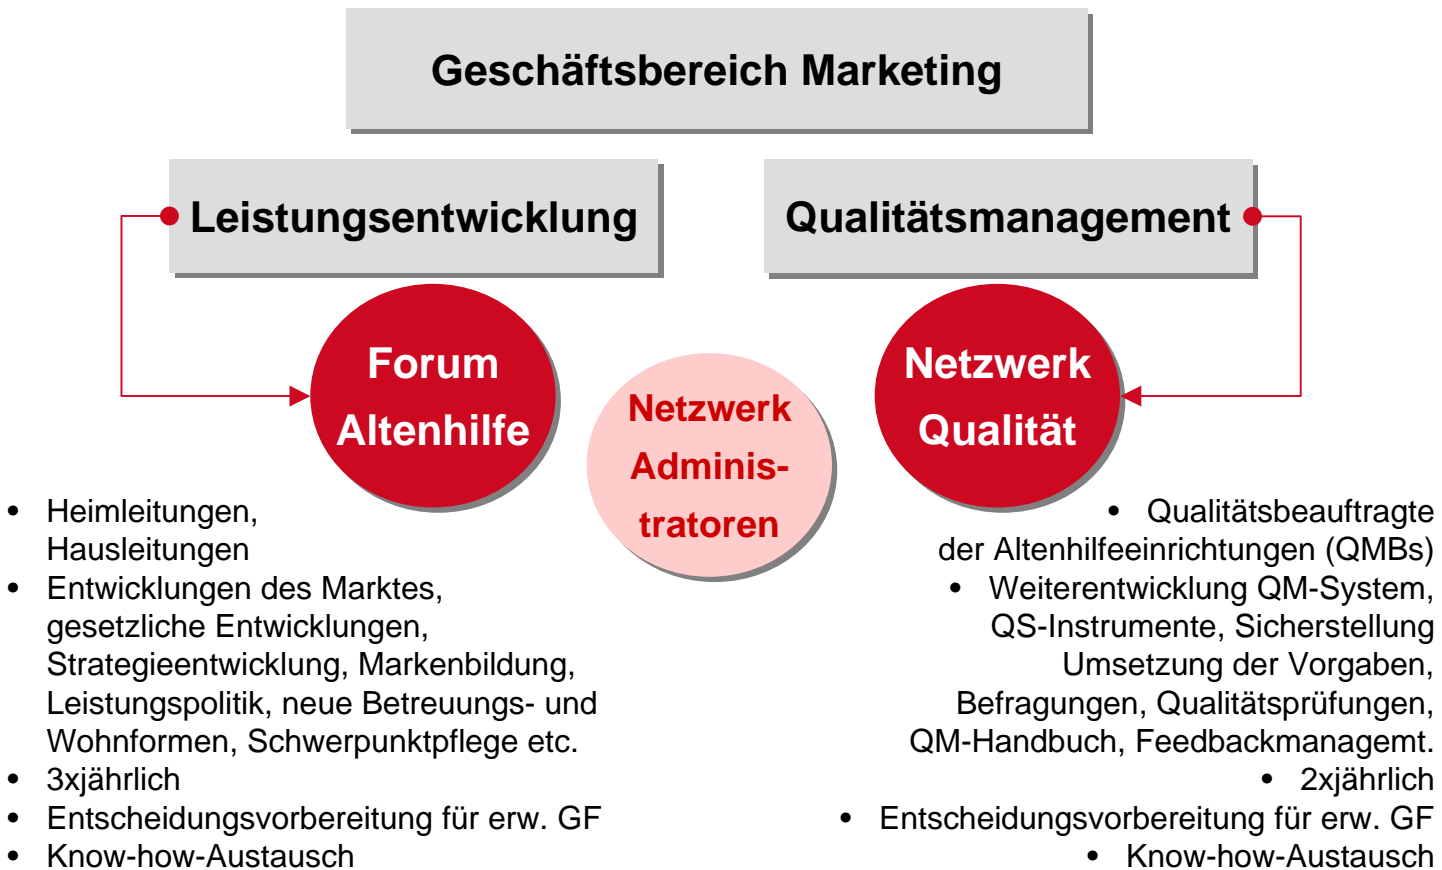 Geschäftsbereich Marketing
Leistungsentwicklung
Qualitätsmanagement
Forum
Altenhilfe
Netzwerk
Adminis-
tratoren
Netzwerk
Qualität
• Heimleitungen,
Hausleitungen
• Entwicklungen des Marktes,
gesetzliche Entwicklungen,
Strategieentwicklung, Markenbildung,
Leistungspolitik, neue Betreuungs- und
Wohnformen, Schwerpunktpflege etc.
• 3xjährlich
• Entscheidungsvorbereitung für erw. GF
• Know-how-Austausch
• Qualitätsbeauftragte
der Altenhilfeeinrichtungen (QMBs)
• Weiterentwicklung QM-System,
QS-Instrumente, Sicherstellung
Umsetzung der Vorgaben,
Befragungen, Qualitätsprüfungen,
QM-Handbuch, Feedbackmanagemt.
• 2xjährlich
• Entscheidungsvorbereitung für erw. GF
• Know-how-Austausch